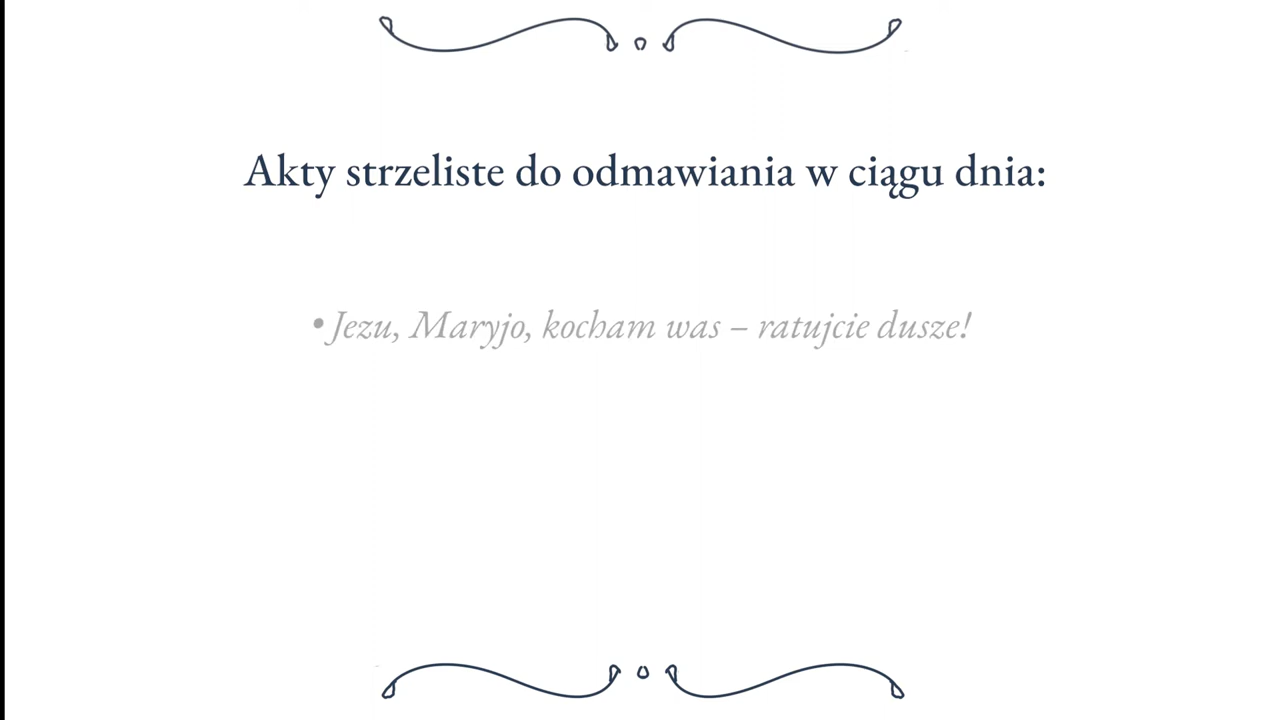 Akty strzeliste do odmawiania w ciągu dnia:
• Jezu, Maryjo, kocham was – ratujcie dusze!